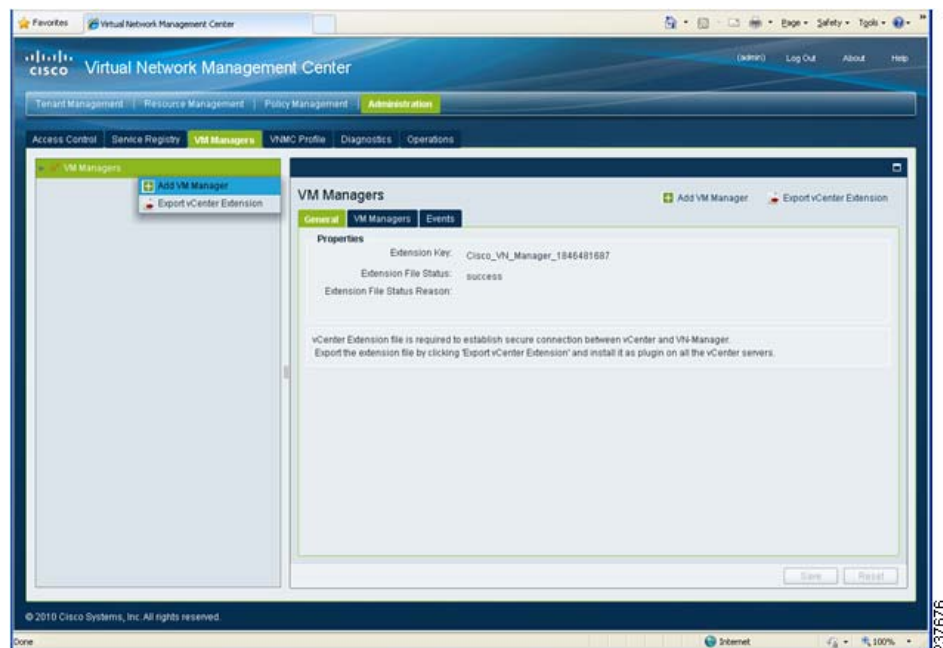 Favorites Virtual Network Management Center Page Safety Tools
CISCO Virtual Network Management Center (admin) Log Out About Help
Tenant Management | Resource Management | Policy Management | Administration
Access Control Service Registry VM Managers VNMC Profile Diagnostics Operations
VM Managers
Add VM Manager
Export vCenter Extension
VM Managers Add VM Manager Export vCenter Extension
General VM Managers Events
Properties
Extension Key: Cisco_VN_Manager_1846481687
Extension File Status: success
Extension File Status Reason:
vCenter Extension file is required to establish secure connection between vCenter and VN-Manager.
Export the extension file by clicking 'Export vCenter Extension' and install it as plugin on all the vCenter servers.
Save Reset
© 2010 Cisco Systems, Inc. All rights reserved.
Done Internet 100%
237676